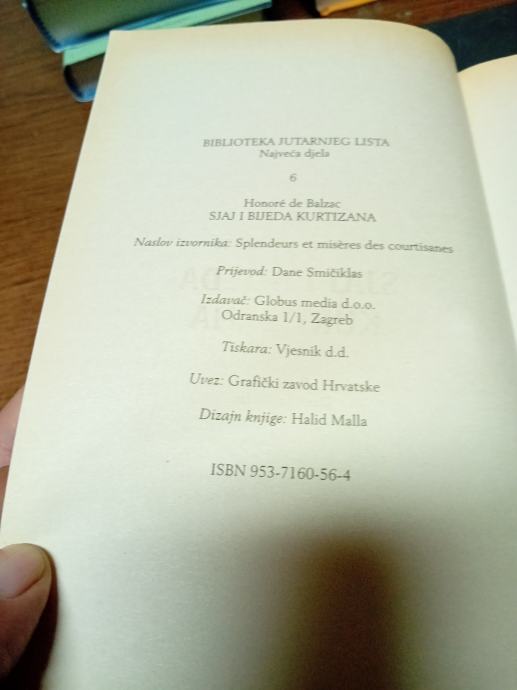 BIBLIOTEKA JUTARNJEG LISTA
Najveća djela
6
Honoré de Balzac
SJAJ I BIJEDA KURTIZANA
Naslov izvornika: Splendeurs et misères des courtisanes
Prijevod: Dane Smičiklas
Izdavač: Globus media d.o.o.
Odranska 1/1, Zagreb
Tiskara: Vjesnik d.d.
Uvez: Grafički zavod Hrvatske
Dizajn knjige: Halid Malla
ISBN 953-7160-56-4